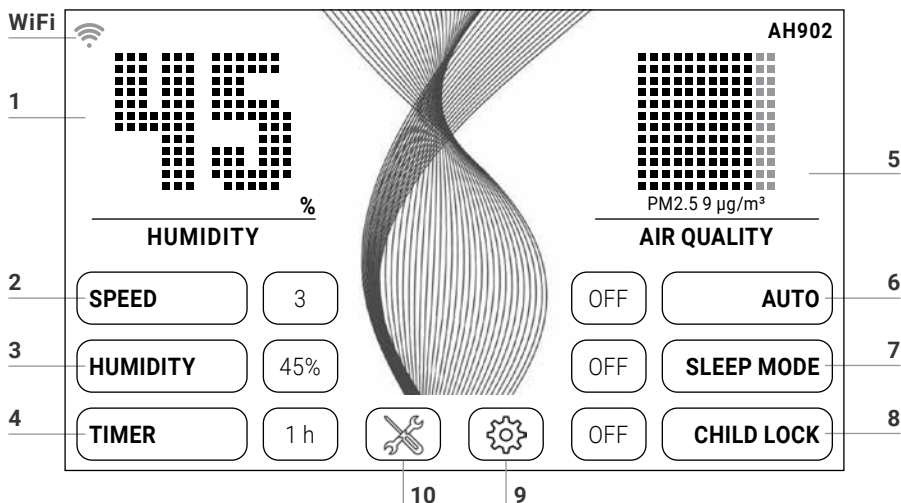 WiFi
AH902
1
45
%
HUMIDITY
5
PM2.5 9 µg/m³
AIR QUALITY
2
SPEED
3
OFF
AUTO
6
3
HUMIDITY
45%
OFF
SLEEP MODE
7
4
TIMER
1 h
OFF
CHILD LOCK
8
10
9